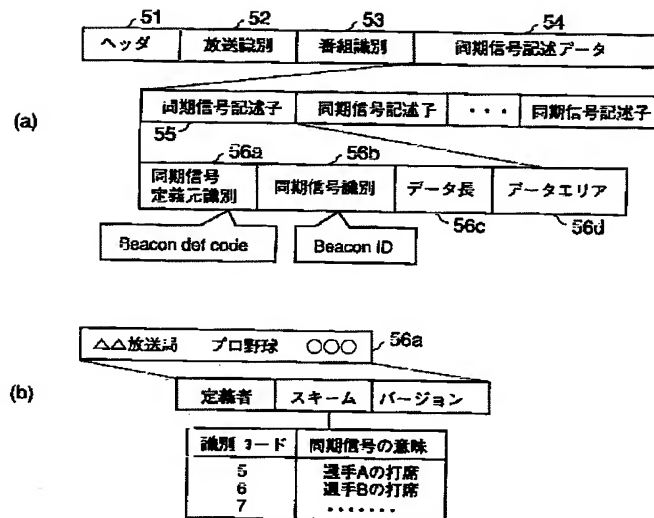 51 52 53 54
ヘッダ 放送識別 番組識別 同期信号記述データ
(a)
同期信号記述子 同期信号記述子 ・・・ 同期信号記述子
55
56a 56b
同期信号
定義元識別 同期信号識別 データ長 データエリア
56c 56d
Beacon def code Beacon ID
(b)
△△放送局 プロ野球 〇〇〇 56a
定義者 スキーム バージョン
識別コード 同期信号の意味
5 選手Aの打席
6 選手Bの打席
7 ・・・・・・・